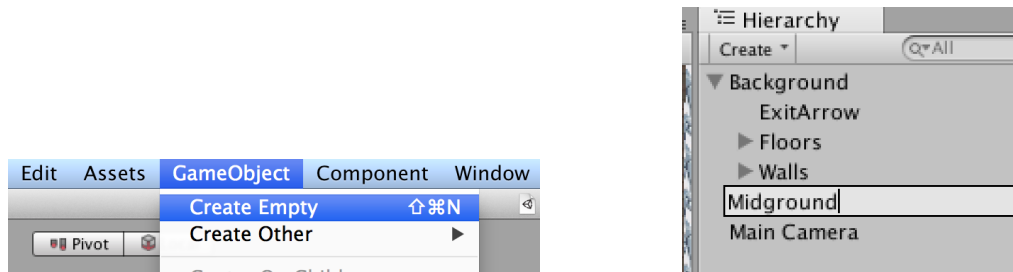 Edit Assets GameObject Component Window
Create Empty ⇧⌘N
Create Other
Pivot
Hierarchy
Create All
Background
ExitArrow
Floors
Walls
Midground
Main Camera